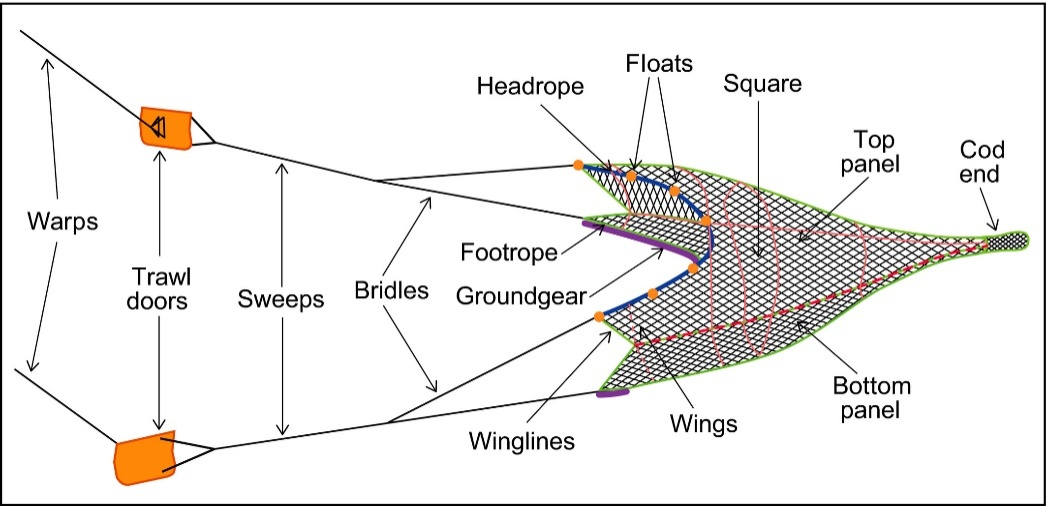 Floats
Headrope
Square
Top
panel
Cod
end
Warps
Trawl
doors
Sweeps
Bridles
Footrope
Groundgear
Winglines
Wings
Bottom
panel